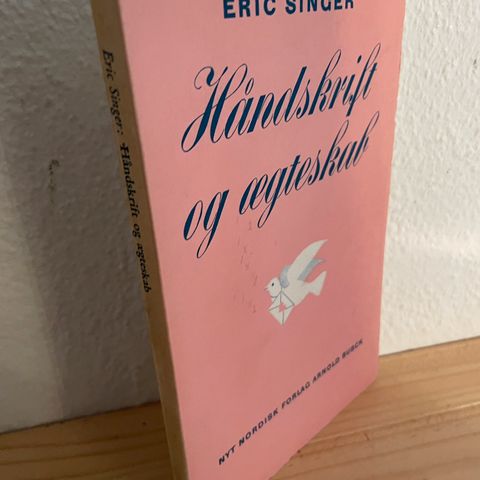 ERIC SINGER
Håndskrift
og ægteskab
NYT NORDISK FORLAG ARNOLD BUSCK
Eric Singer: Håndskrift og ægteskab